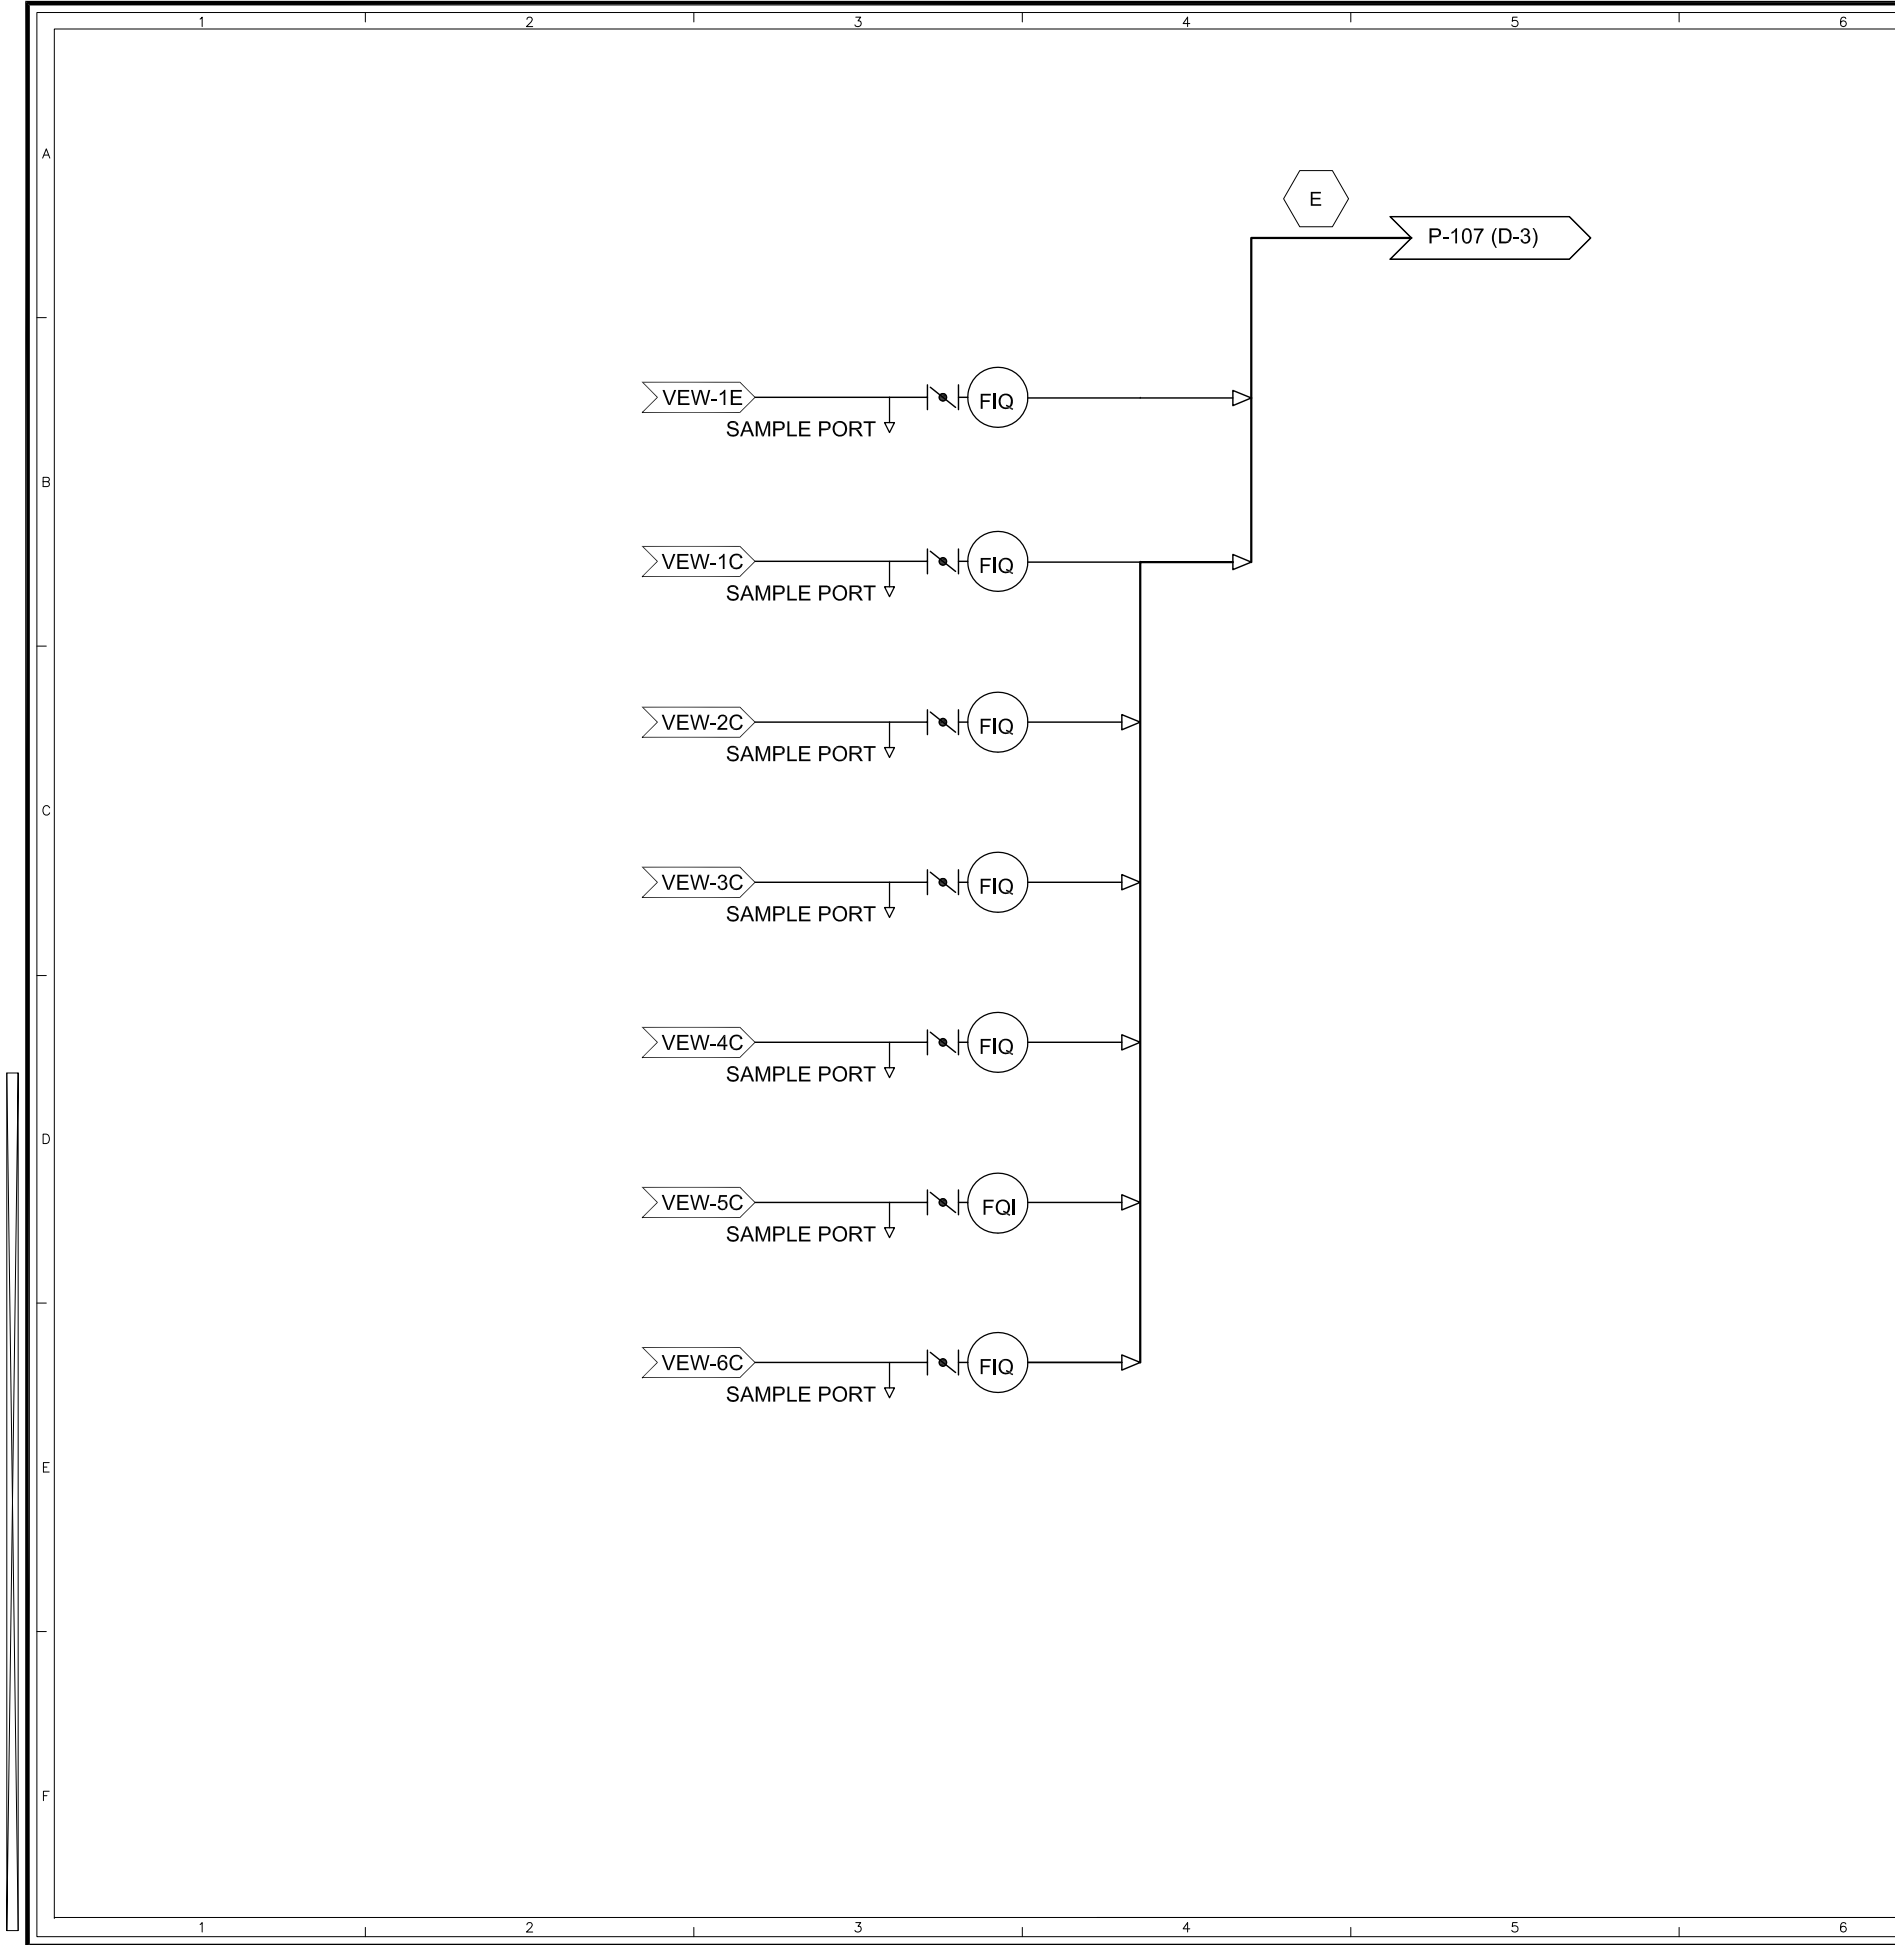 1 2 3 4 5 6
A
E
P-107 (D-3)
VEW-1E FIQ
SAMPLE PORT
B
VEW-1C FIQ
SAMPLE PORT
VEW-2C FIQ
SAMPLE PORT
C
VEW-3C FIQ
SAMPLE PORT
VEW-4C FIQ
SAMPLE PORT
D
VEW-5C FQI
SAMPLE PORT
VEW-6C FIQ
SAMPLE PORT
E
F
1 2 3 4 5 6